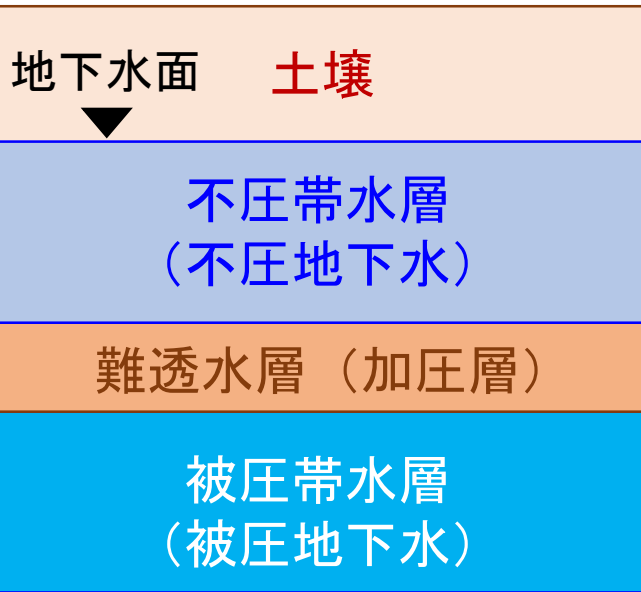 地下水面
土壌
不圧帯水層
（不圧地下水）
難透水層（加圧層）
被圧帯水層
（被圧地下水）